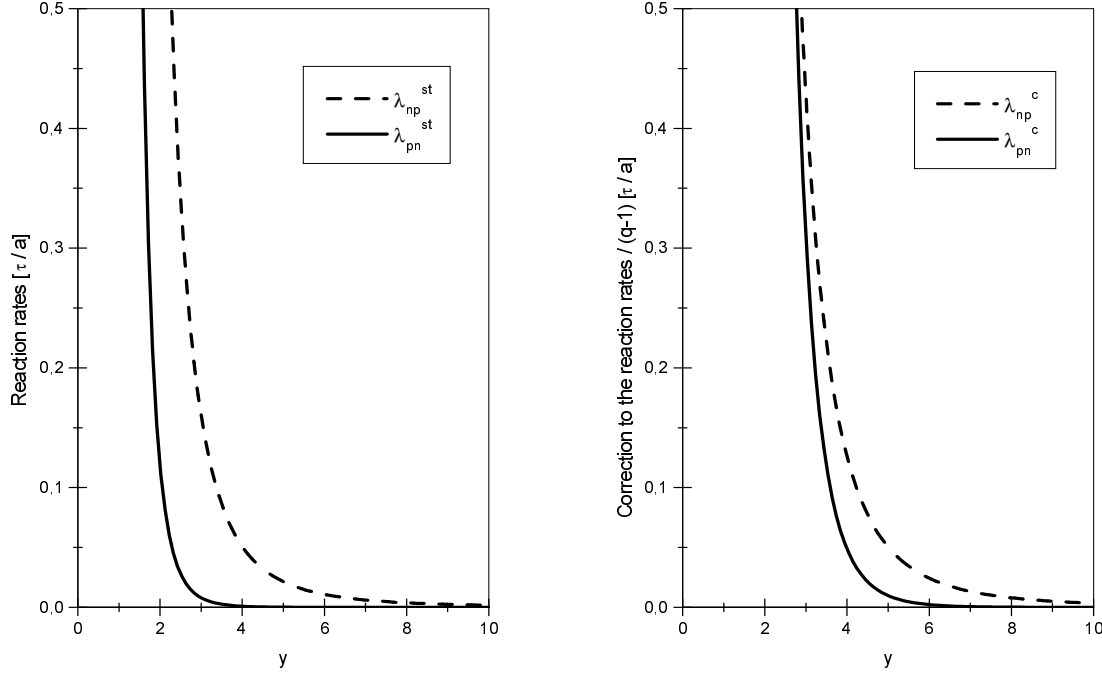 Reaction rates [ τ / a]
0,5
0,4
0,3
0,2
0,1
0,0
0 2 4 6 8 10
y
λnp st
λpn st
Correction to the reaction rates / (q-1) [τ / a]
0,5
0,4
0,3
0,2
0,1
0,0
0 2 4 6 8 10
y
λnp c
λpn c